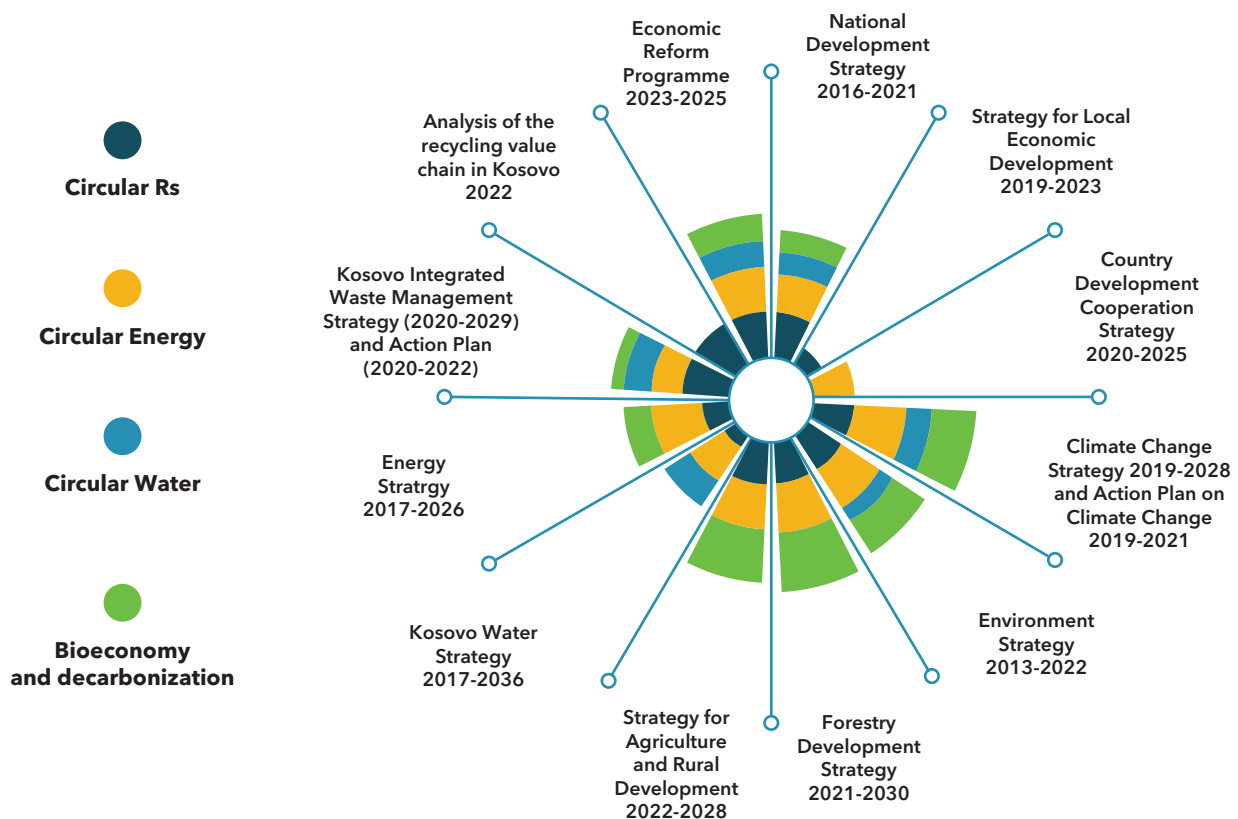 Circular Rs
Circular Energy
Circular Water
Bioeconomy
and decarbonization
Economic
Reform
Programme
2023-2025
National
Development
Strategy
2016-2021
Strategy for Local
Economic
Development
2019-2023
Country
Development
Cooperation
Strategy
2020-2025
Climate Change
Strategy 2019-2028
and Action Plan on
Climate Change
2019-2021
Environment
Strategy
2013-2022
Forestry
Development
Strategy
2021-2030
Strategy for
Agriculture
and Rural
Development
2022-2028
Kosovo Water
Strategy
2017-2036
Energy
Stratrgy
2017-2026
Kosovo Integrated
Waste Management
Strategy (2020-2029)
and Action Plan
(2020-2022)
Analysis of the
recycling value
chain in Kosovo
2022